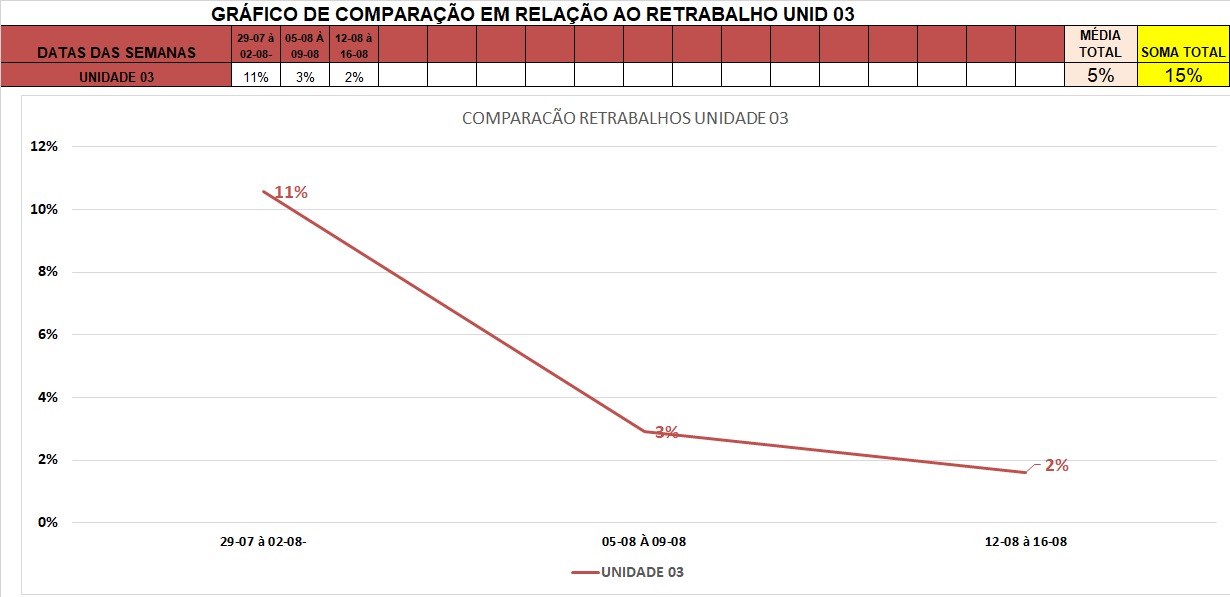 GRÁFICO DE COMPARAÇÃO EM RELAÇÃO AO RETRABALHO UNID 03
DATAS DAS SEMANAS 29-07 à 02-08- 05-08 À 09-08 12-08 à 16-08 MÉDIA TOTAL SOMA TOTAL
UNIDADE 03 11% 3% 2% 5% 15%
COMPARACÃO RETRABALHOS UNIDADE 03
12%
11%
10%
8%
6%
4%
3%
2%
2%
0%
29-07 à 02-08- 05-08 À 09-08 12-08 à 16-08
UNIDADE 03